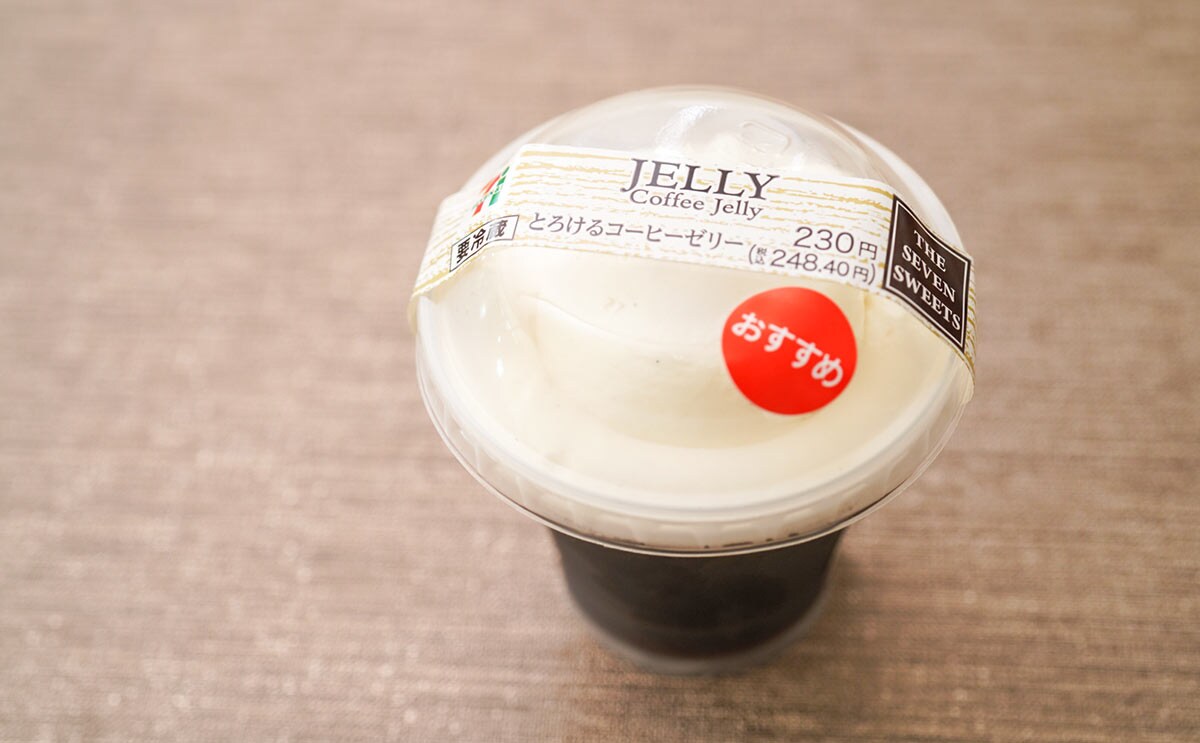 JELLY
Coffee Jelly
要冷蔵
とろけるコーヒーゼリー
230円
(税込248.40円)
THE
SEVEN
SWEETS
おすすめ